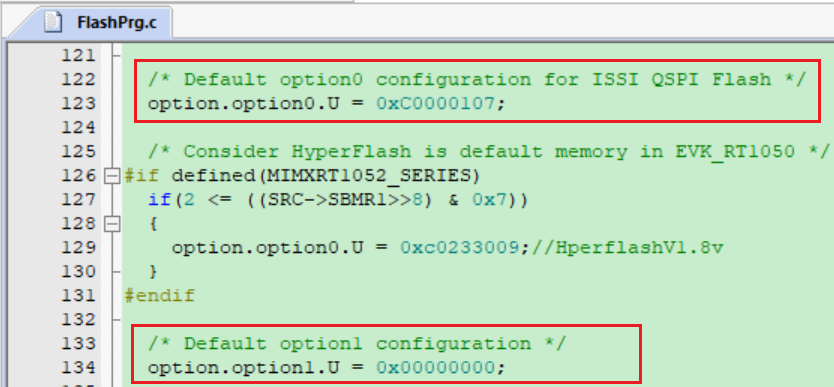 FlashPrg.c
121
122 /* Default option0 configuration for ISSI QSPI Flash */
123 option.option0.U = 0xC0000107;
124
125 /* Consider HyperFlash is default memory in EVK_RT1050 */
126 #if defined(MIMXRT1052_SERIES)
127 if(2 <= ((SRC->SBMR1>>8) & 0x7))
128 {
129 option.option0.U = 0xc0233009;//HperflashV1.8v
130 }
131 #endif
132
133 /* Default option1 configuration */
134 option.option1.U = 0x00000000;